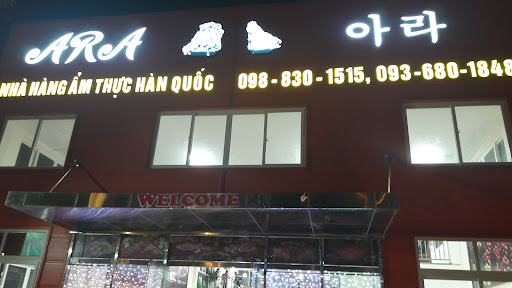 ARA 아라
NHÀ HÀNG ẨM THỰC HÀN QUỐC 098-830-1515, 093-680-1848
WELCOME